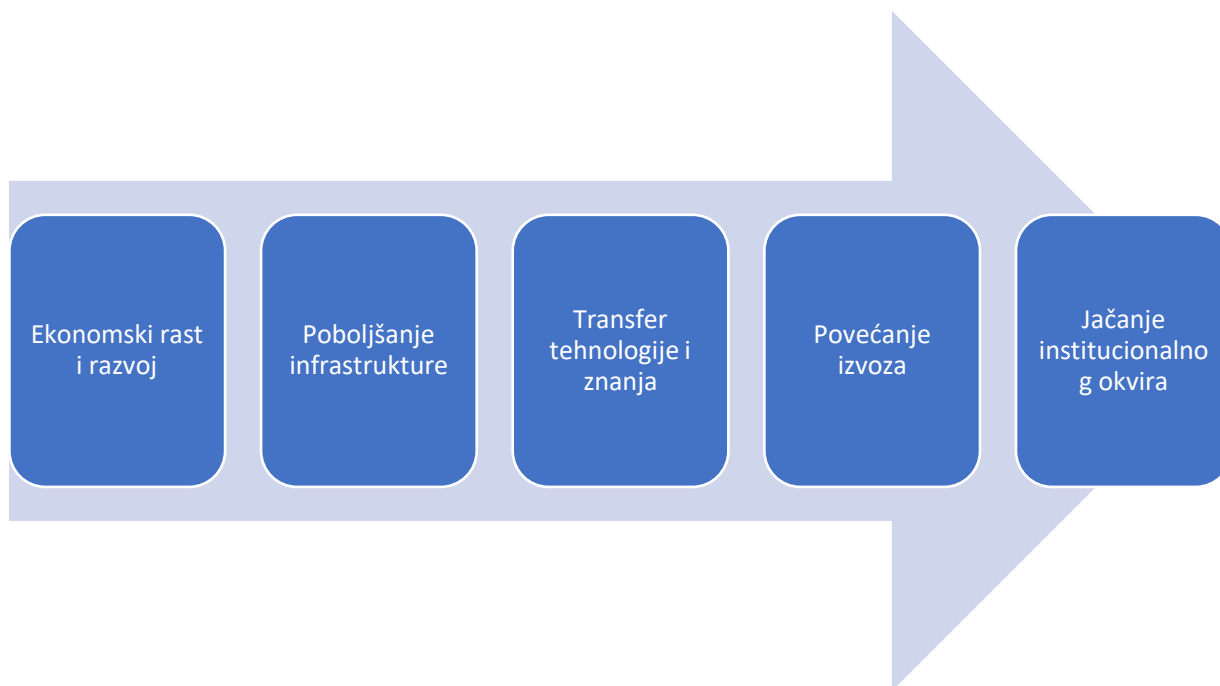 Ekonomski rast
i razvoj
Poboljšanje
infrastrukture
Transfer
tehnologije i
znanja
Povećanje
izvoza
Jačanje
institucionalno
g okvira